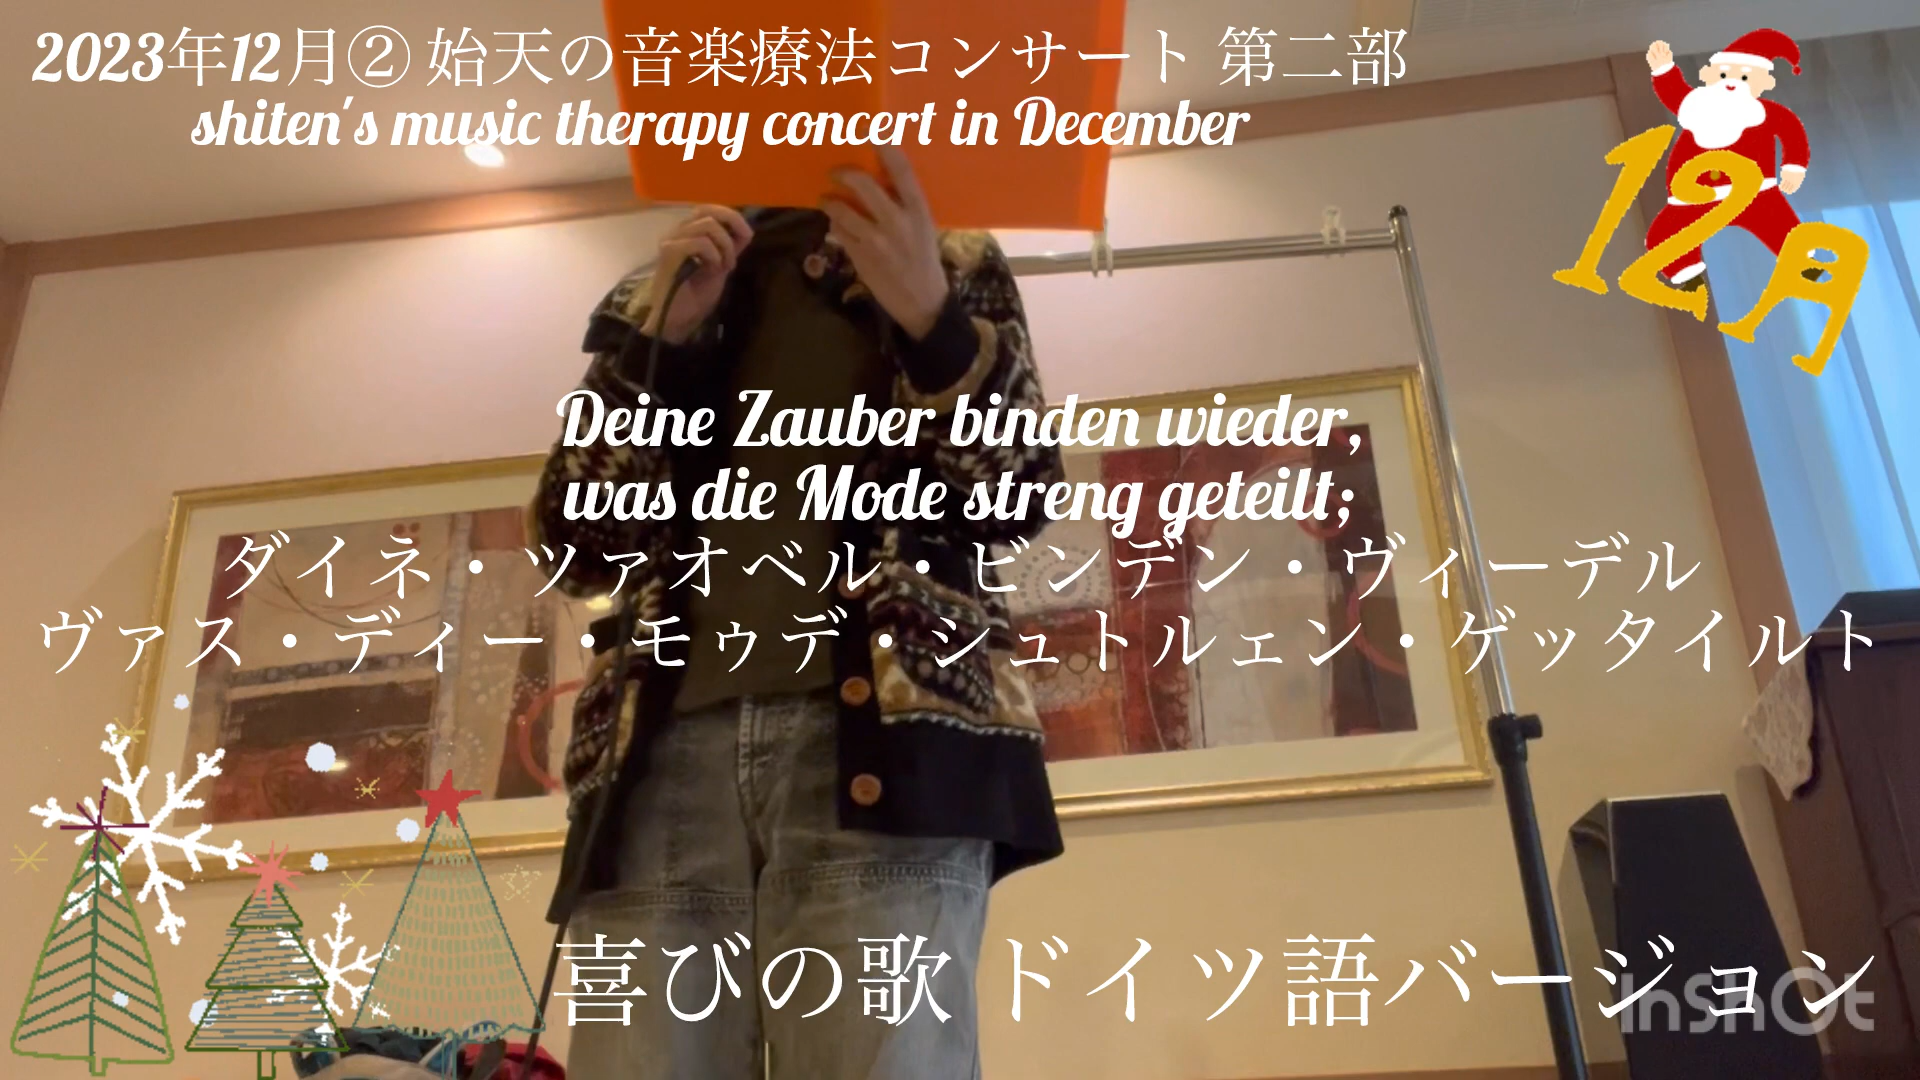 2023年12月② 始天の音楽療法コンサート 第二部
shiten's music therapy concert in December
12月
Deine Zauber binden wieder,
was die Mode streng geteilt;
ダイネ・ツァオベル・ビンデン・ヴィーデル
ヴァス・ディー・モゥデ・シュトルェン・ゲッタイルト
喜びの歌 ドイツ語バージョン
InShOt